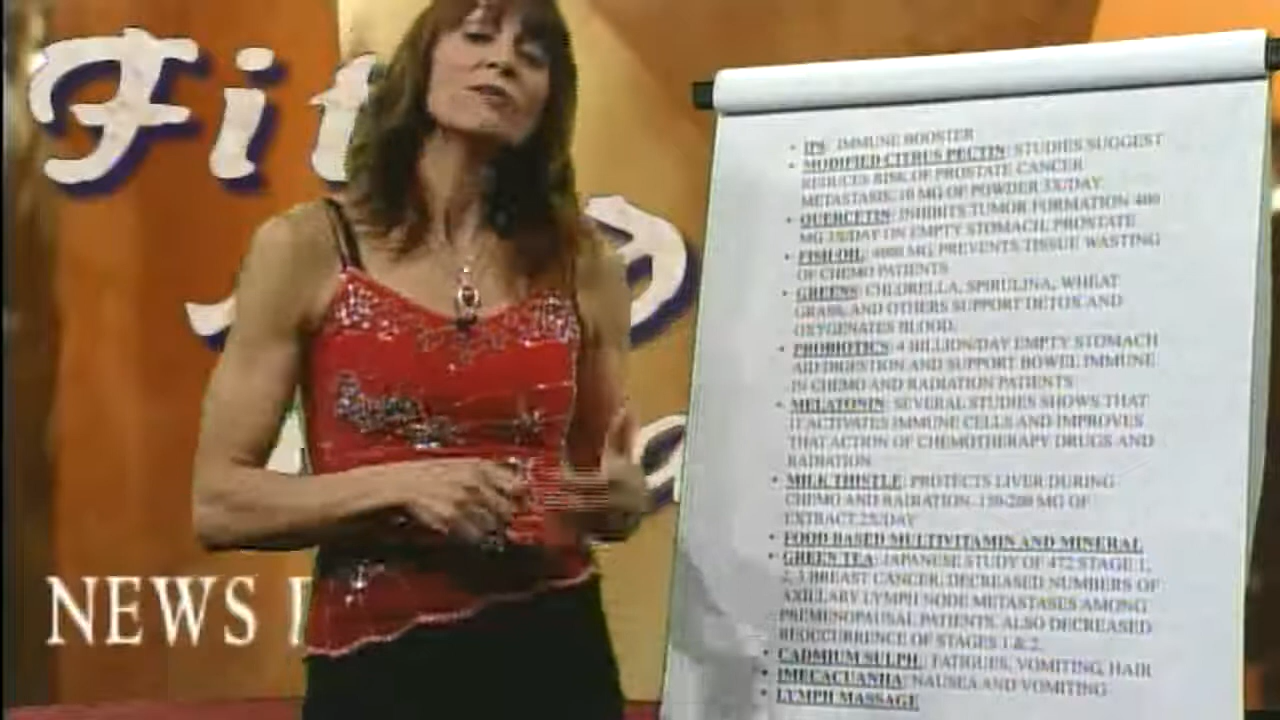 Fit
NEWS
• IP6: IMMUNE BOOSTER
• MODIFIED CITRUS PECTIN: STUDIES SUGGEST
REDUCES RISK OF PROSTATE CANCER
METASTASIS. 10 MG OF POWDER 3X/DAY
• QUERCETIN: INHIBITS TUMOR FORMATION 400
MG 3X/DAY ON EMPTY STOMACH, PROSTATE
• FISH OIL: 4000 MG PREVENTS TISSUE WASTING
OF CHEMO PATIENTS
• GREENS: CHLORELLA, SPIRULINA, WHEAT
GRASS, AND OTHERS SUPPORT DETOX AND
OXYGENATES BLOOD.
• PROBIOTICS: 4 BILLION/DAY EMPTY STOMACH
AID DIGESTION AND SUPPORT BOWEL IMMUNE
IN CHEMO AND RADIATION PATIENTS
• MELATONIN: SEVERAL STUDIES SHOWS THAT
IT ACTIVATES IMMUNE CELLS AND IMPROVES
THAT ACTION OF CHEMOTHERAPY DRUGS AND
RADIATION
• MILK THISTLE: PROTECTS LIVER DURING
CHEMO AND RADIATION. 150-200 MG OF
EXTRACT 2X/DAY
• FOOD BASED MULTIVITAMIN AND MINERAL
• GREEN TEA: JAPANESE STUDY OF 472 STAGE 1,
2, 3 BREAST CANCER, DECREASED NUMBERS OF
AXILLARY LYMPH NODE METASTASES AMONG
PREMENOPAUSAL PATIENTS. ALSO DECREASED
REOCCURRENCE OF STAGES 1 & 2.
• CADMIUM SULPH: FATIGUES, VOMITING, HAIR
• IMECACUANHA: NAUSEA AND VOMITING
• LYMPH MASSAGE